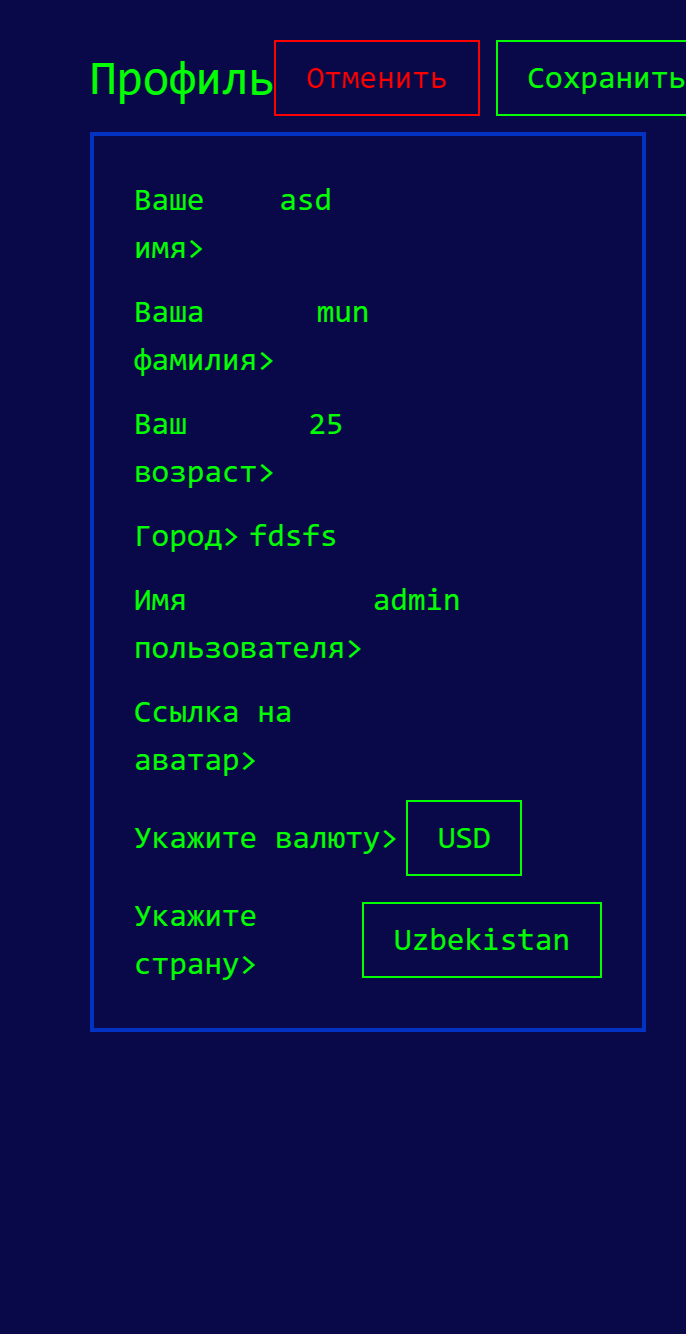 Профиль Отменить Сохранить
Ваше asd
имя>
Ваша mun
фамилия>
Ваш 25
возраст>
Город> fdsfs
Имя admin
пользователя>
Ссылка на
аватар>
Укажите валюту> USD
Укажите
страну> Uzbekistan